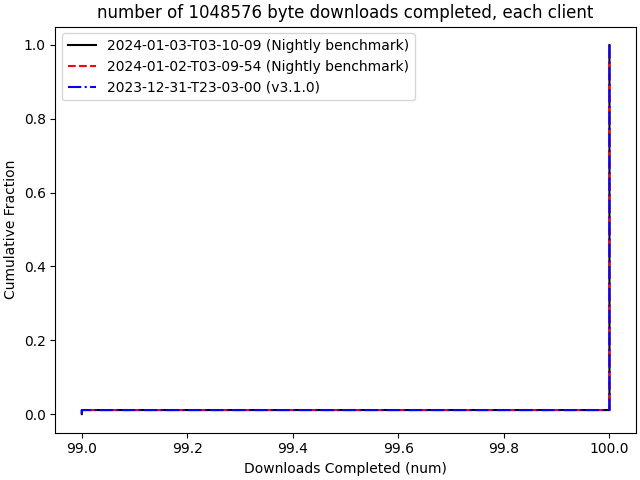 number of 1048576 byte downloads completed, each client
2024-01-03-T03-10-09 (Nightly benchmark)
2024-01-02-T03-09-54 (Nightly benchmark)
2023-12-31-T23-03-00 (v3.1.0)
1.0
0.8
0.6
0.4
0.2
0.0
Cumulative Fraction
99.0 99.2 99.4 99.6 99.8 100.0
Downloads Completed (num)